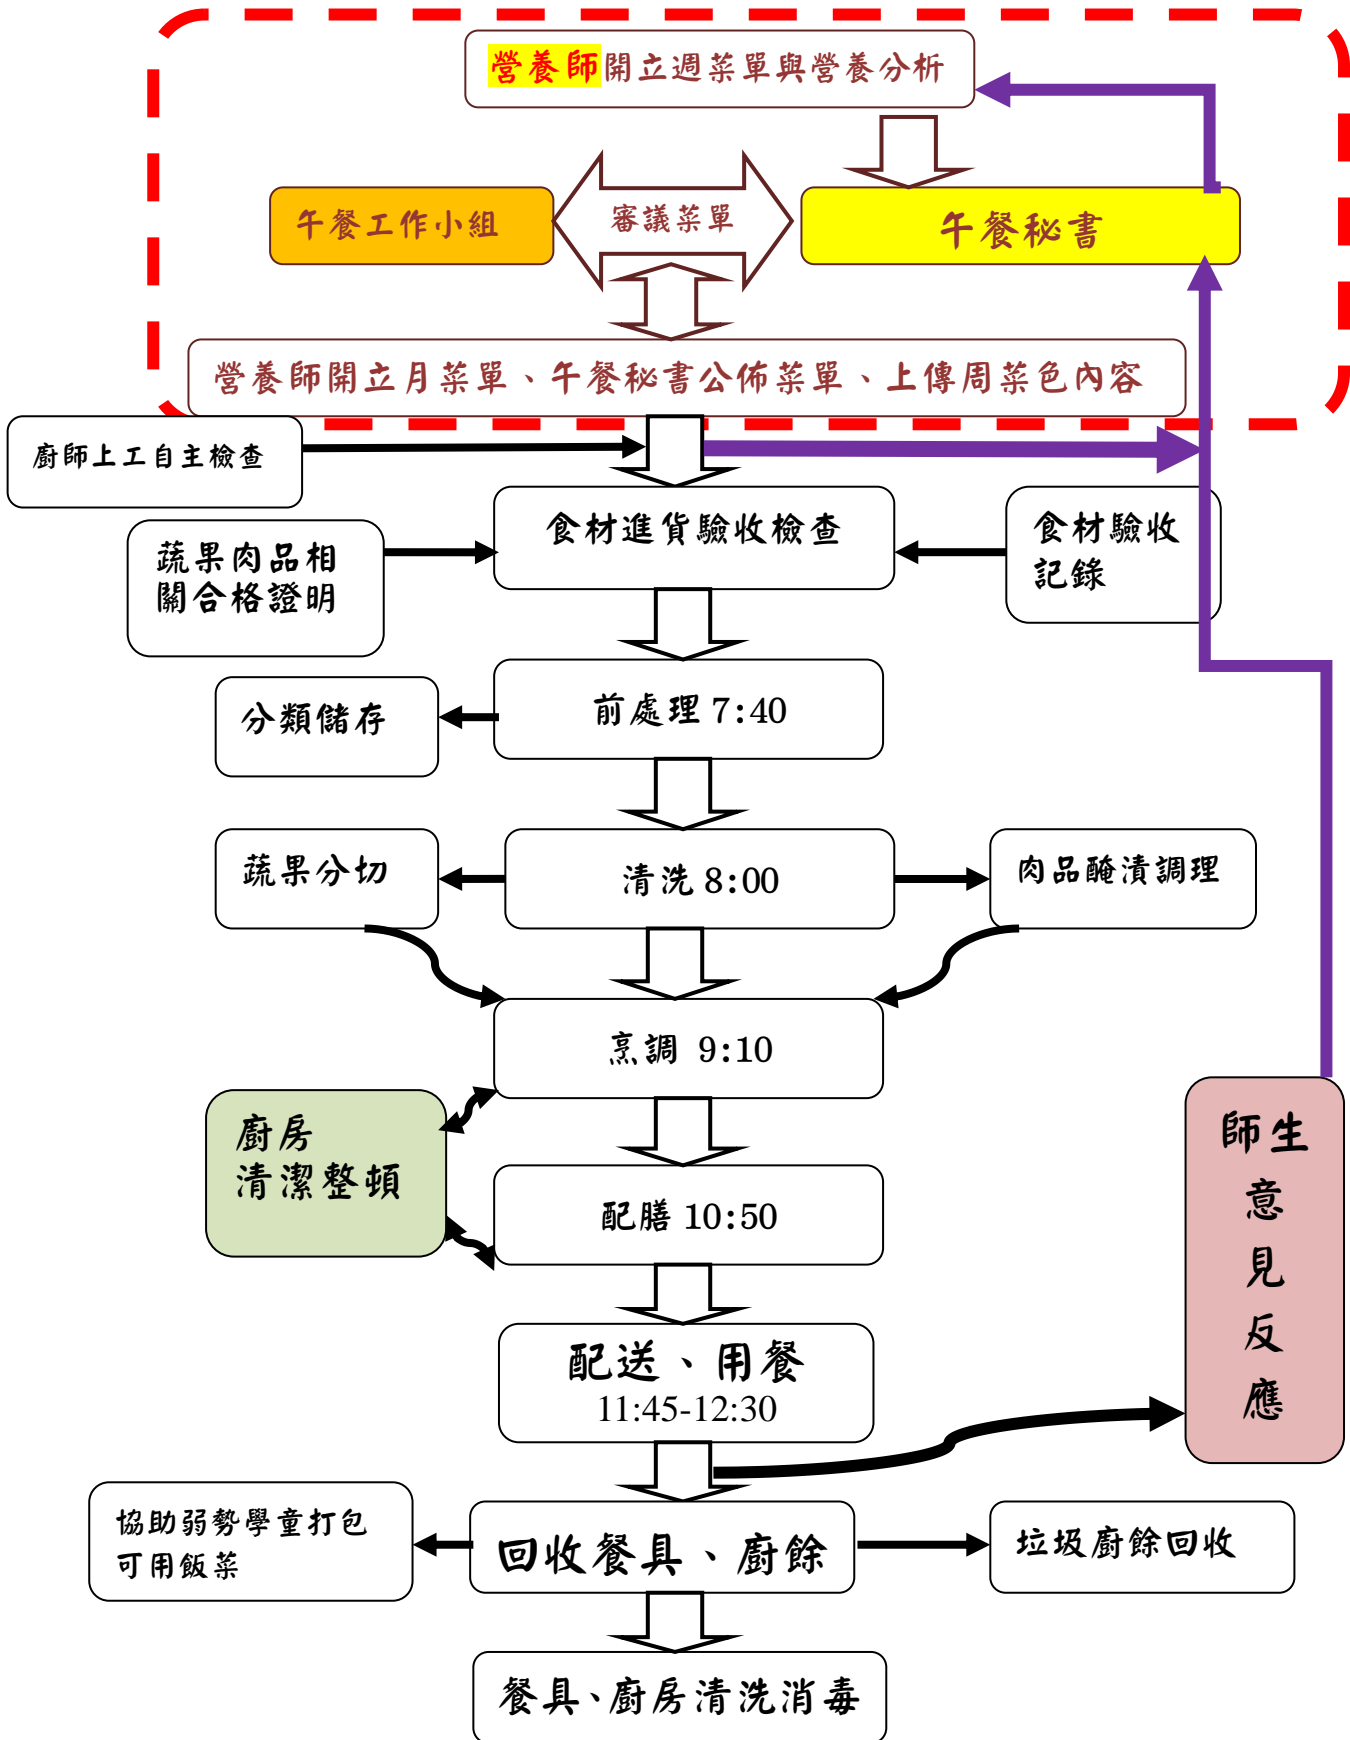 營養師開立週菜單與營養分析
午餐工作小組
審議菜單
午餐秘書
營養師開立月菜單、午餐秘書公佈菜單、上傳周菜色內容
廚師上工自主檢查
食材進貨驗收檢查
蔬果肉品相
關合格證明
食材驗收
記錄
前處理 7:40
分類儲存
蔬果分切
清洗 8:00
肉品醃漬調理
烹調 9:10
廚房
清潔整頓
配膳 10:50
師生
意
見
反
應
配送、用餐
11:45-12:30
協助弱勢學童打包
可用飯菜
回收餐具、廚餘
垃圾廚餘回收
餐具、廚房清洗消毒